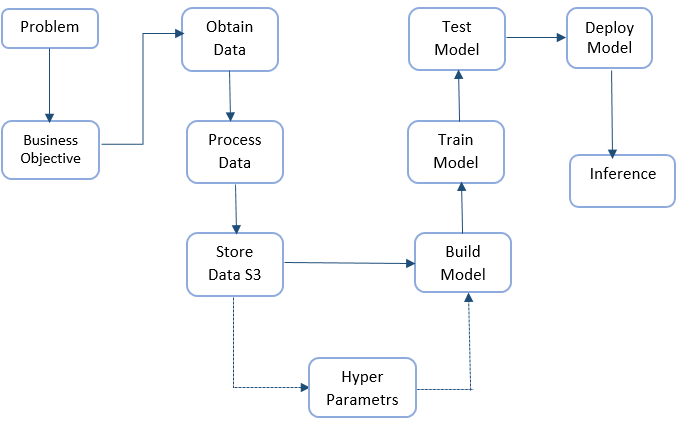 Problem
Business
Objective
Obtain
Data
Process
Data
Store
Data S3
Hyper
Parametrs
Build
Model
Train
Model
Test
Model
Deploy
Model
Inference